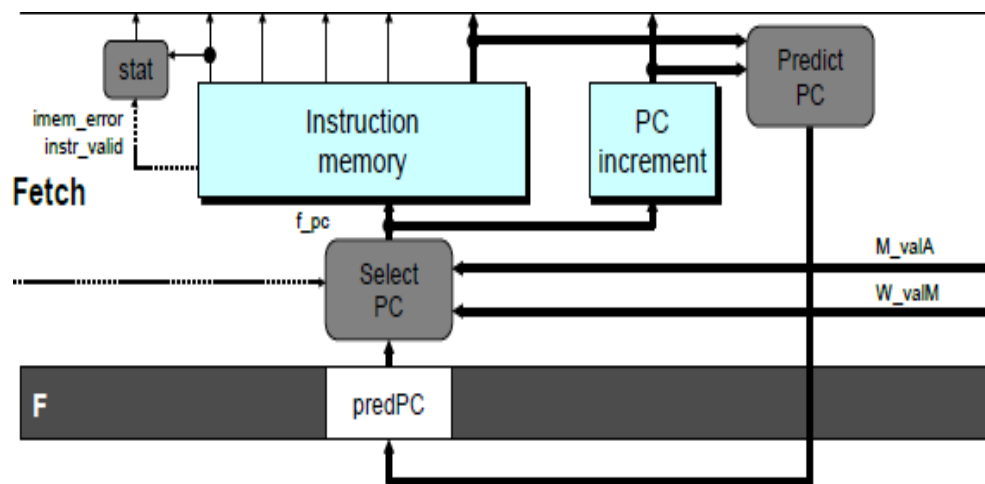 stat
Instruction
memory
PC
increment
Predict
PC
imem_error
instr_valid
Fetch
f_pc
Select
PC
M_valA
W_valM
F
predPC